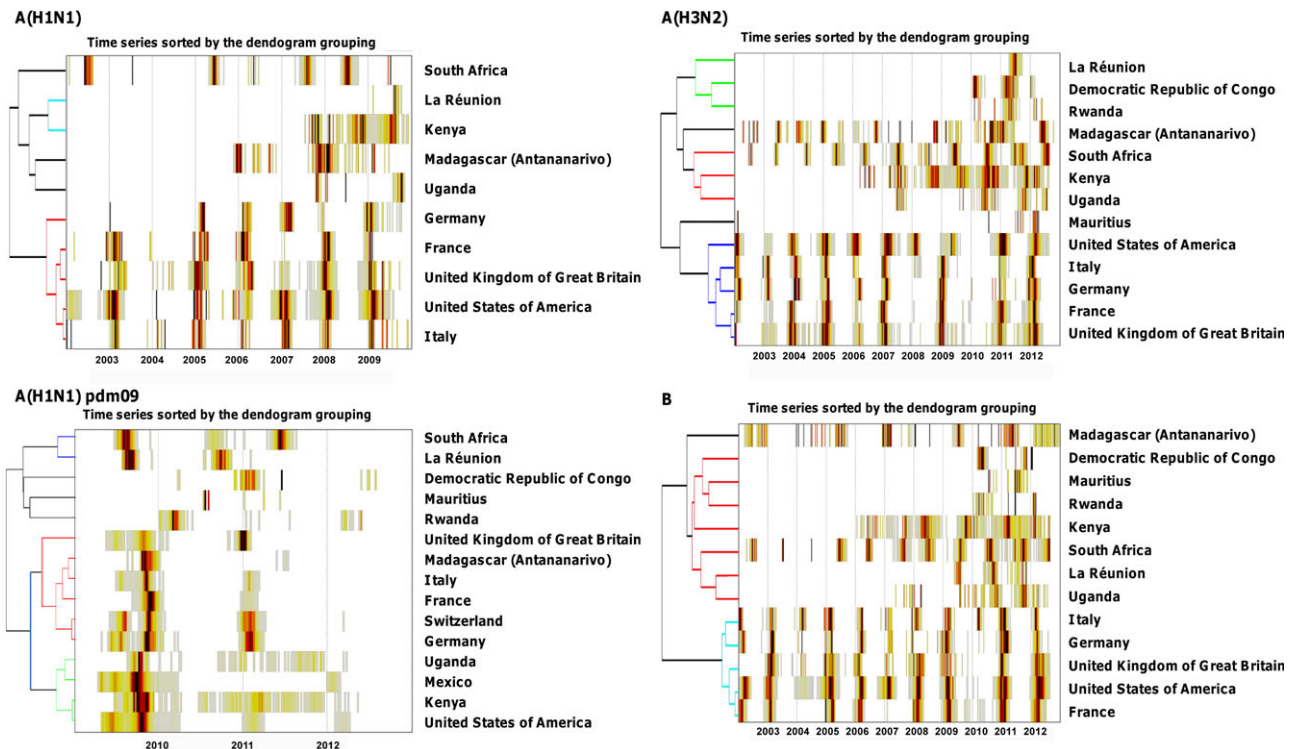 A(H1N1)
Time series sorted by the dendogram grouping
South Africa
La Réunion
Kenya
Madagascar (Antananarivo)
Uganda
Germany
France
United Kingdom of Great Britain
United States of America
Italy
2003 2004 2005 2006 2007 2008 2009
A(H3N2)
Time series sorted by the dendogram grouping
La Réunion
Democratic Republic of Congo
Rwanda
Madagascar (Antananarivo)
South Africa
Kenya
Uganda
Mauritius
United States of America
Italy
Germany
France
United Kingdom of Great Britain
2003 2004 2005 2006 2007 2008 2009 2010 2011 2012
A(H1N1) pdm09
Time series sorted by the dendogram grouping
South Africa
La Réunion
Democratic Republic of Congo
Mauritius
Rwanda
United Kingdom of Great Britain
Madagascar (Antananarivo)
Italy
France
Switzerland
Germany
Uganda
Mexico
Kenya
United States of America
2010 2011 2012
B
Time series sorted by the dendogram grouping
Madagascar (Antananarivo)
Democratic Republic of Congo
Mauritius
Rwanda
Kenya
South Africa
La Réunion
Uganda
Italy
Germany
United Kingdom of Great Britain
United States of America
France
2003 2004 2005 2006 2007 2008 2009 2010 2011 2012